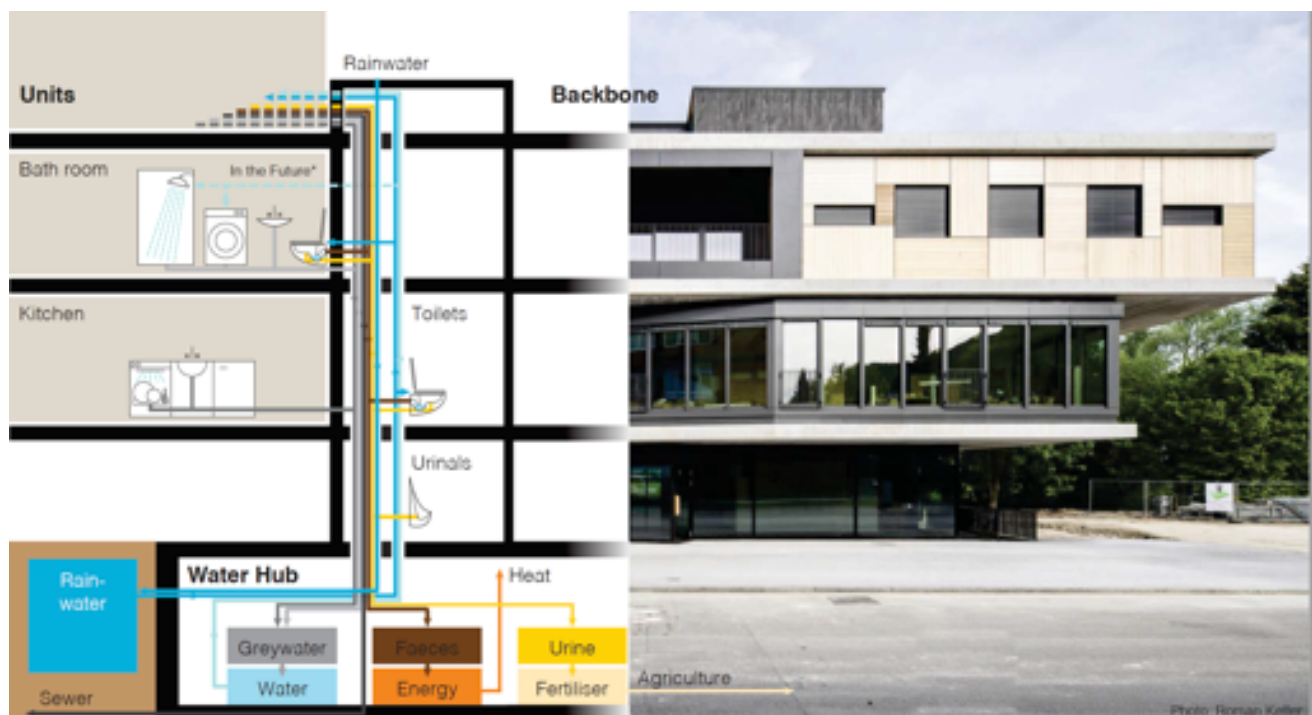 Rainwater
Units
Backbone
Bath room
In the Future*
Kitchen
Toilets
Urinals
Rain-
water
Water Hub
Heat
Greywater
Faeces
Urine
Water
Energy
Fertiliser
Agriculture
Sewer
Photo: Roman Keller